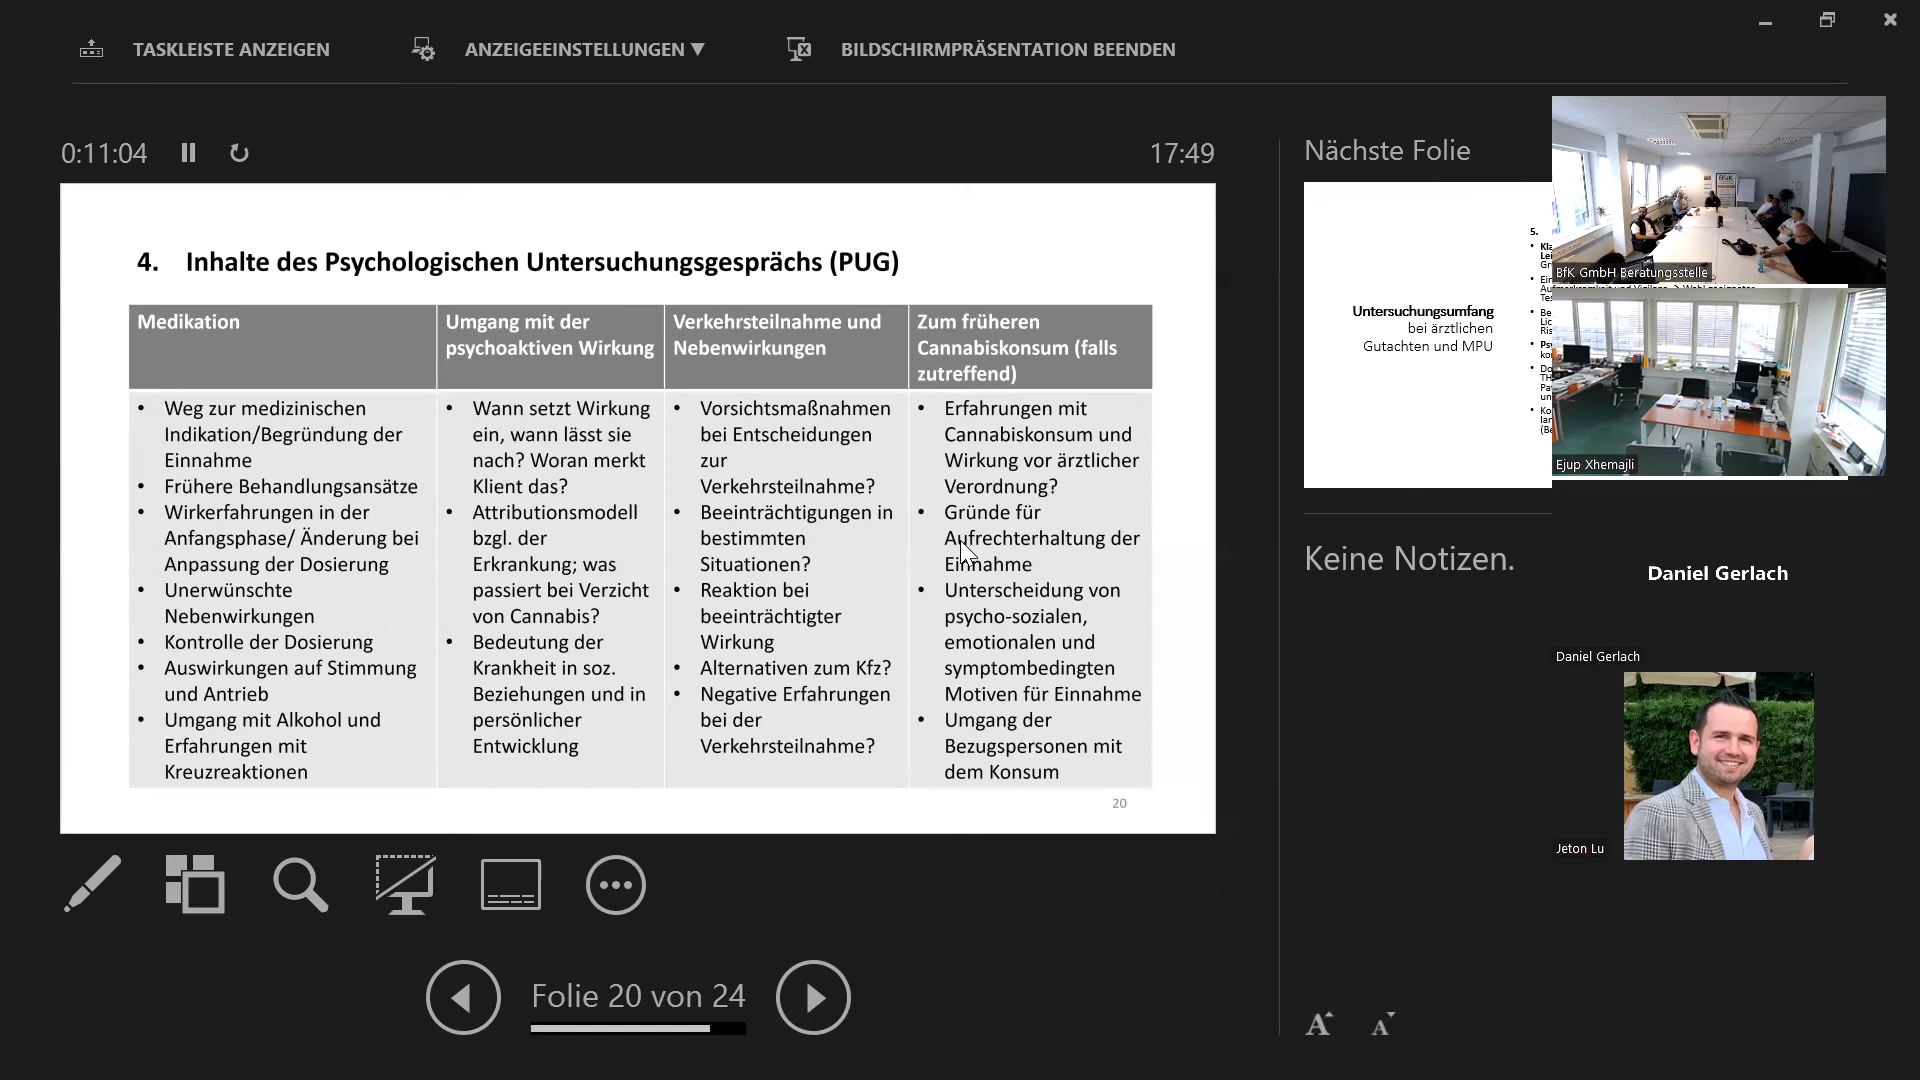 TASKLEISTE ANZEIGEN
ANZEIGEEINSTELLUNGEN ▼
BILDSCHIRMPRÄSENTATION BEENDEN
0:11:04
17:49
4. Inhalte des Psychologischen Untersuchungsgesprächs (PUG)
Medikation
Umgang mit der
psychoaktiven Wirkung
Verkehrsteilnahme und
Nebenwirkungen
Zum früheren
Cannabiskonsum (falls
zutreffend)
• Weg zur medizinischen
Indikation/Begründung der
Einnahme
• Frühere Behandlungsansätze
• Wirkerfahrungen in der
Anfangsphase/ Änderung bei
Anpassung der Dosierung
• Unerwünschte
Nebenwirkungen
• Kontrolle der Dosierung
• Auswirkungen auf Stimmung
und Antrieb
• Umgang mit Alkohol und
Erfahrungen mit
Kreuzreaktionen
• Wann setzt Wirkung
ein, wann lässt sie
nach? Woran merkt
Klient das?
• Attributionsmodell
bzgl. der
Erkrankung; was
passiert bei Verzicht
von Cannabis?
• Bedeutung der
Krankheit in soz.
Beziehungen und in
persönlicher
Entwicklung
• Vorsichtsmaßnahmen
bei Entscheidungen
zur
Verkehrsteilnahme?
• Beeinträchtigungen in
bestimmten
Situationen?
• Reaktion bei
beeinträchtigter
Wirkung
• Alternativen zum Kfz?
• Negative Erfahrungen
bei der
Verkehrsteilnahme?
• Erfahrungen mit
Cannabiskonsum und
Wirkung vor ärztlicher
Verordnung?
• Gründe für
Aufrechterhaltung der
Einnahme
• Unterscheidung von
psycho-sozialen,
emotionalen und
symptombedingten
Motiven für Einnahme
• Umgang der
Bezugspersonen mit
dem Konsum
20
Folie 20 von 24
Nächste Folie
Untersuchungsumfang
bei ärztlichen
Gutachten und MPU
5.
Keine Notizen.
BfK GmbH Beratungsstelle
Ejup Xhemajli
Daniel Gerlach
Daniel Gerlach
Jeton Lu
A A